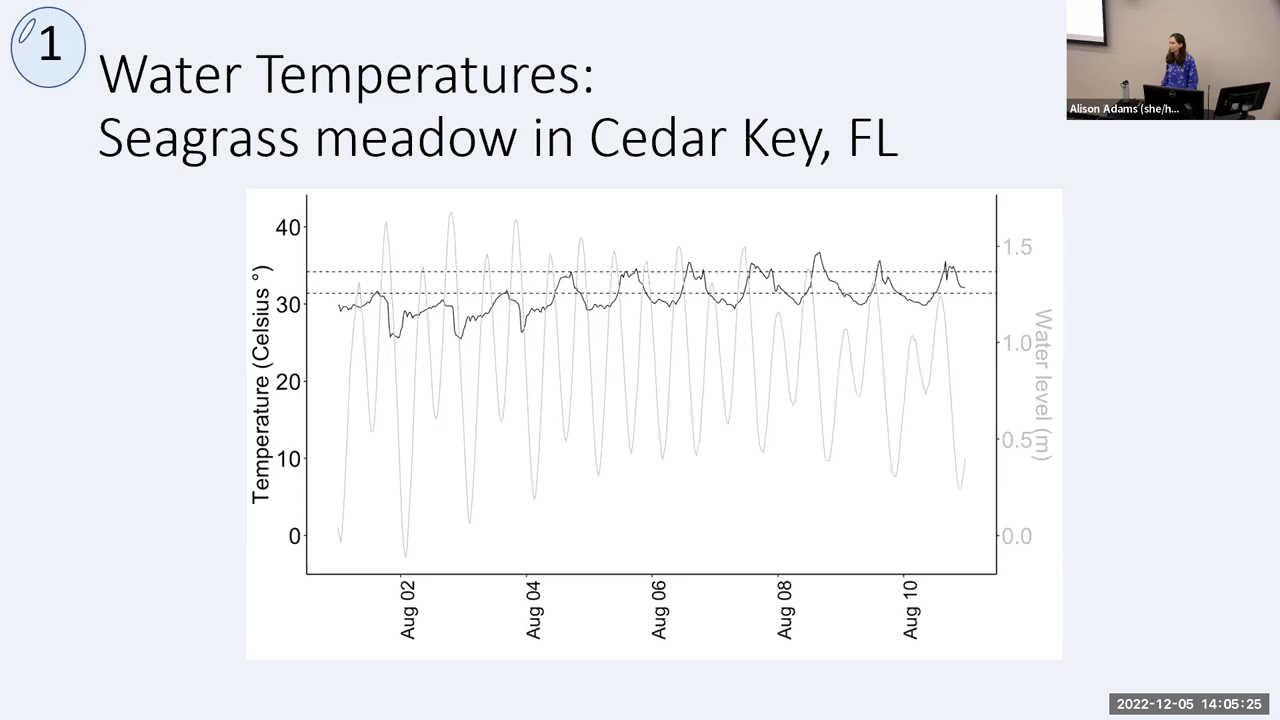 1
Water Temperatures:
Seagrass meadow in Cedar Key, FL
Alison Adams (she/h...
Temperature (Celsius °)
40
30
20
10
0
Water level (m)
1.5
1.0
0.5
0.0
Aug 02
Aug 04
Aug 06
Aug 08
Aug 10
2022-12-05 14:05:25